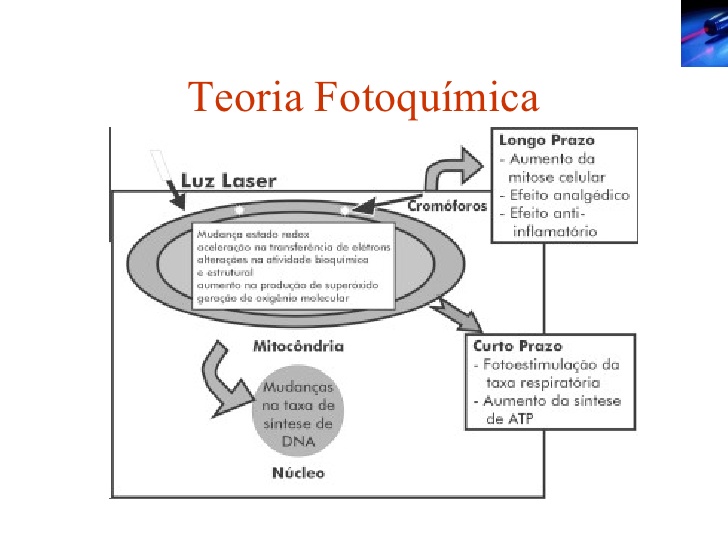 Teoria Fotoquímica
Longo Prazo
- Aumento da
mitose celular
- Efeito analgédico
- Efeito anti-
inflamatório
Luz Laser
Cromóforos
Mudança estado redox
aceleração na transferência de elétrons
alterações na atividade bioquímica
e estrutural
aumento na produção de superóxido
geração de oxigênio molecular
Mitocôndria
Curto Prazo
- Fotoestimulação da
taxa respiratória
- Aumento da síntese
de ATP
Mudanças
na taxa de
síntese de
DNA
Núcleo